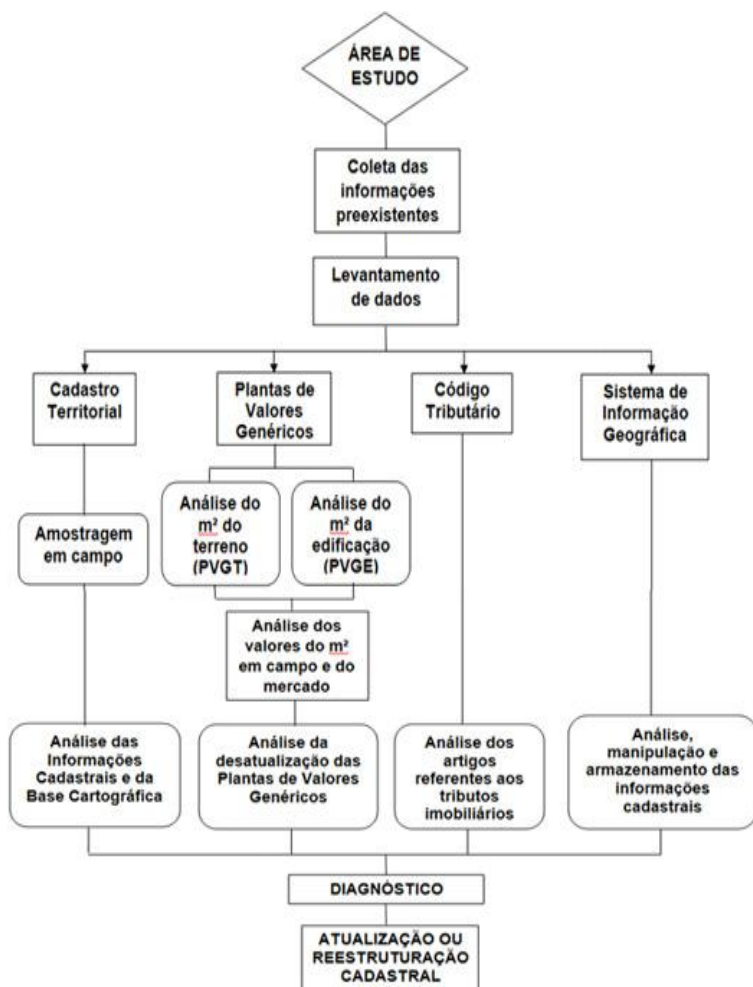 ÁREA DE
ESTUDO
Coleta das
informações
preexistentes
Levantamento
de dados
Cadastro
Territorial
Plantas de
Valores
Genéricos
Código
Tributário
Sistema de
Informação
Geográfica
Amostragem
em campo
Análise do
m² do
terreno
(PVGT)
Análise do
m² da
edificação
(PVGE)
Análise dos
valores do m²
em campo e do
mercado
Análise das
Informações
Cadastrais e da
Base Cartográfica
Análise da
desatualização das
Plantas de Valores
Genéricos
Análise dos
artigos
referentes aos
tributos
imobiliários
Análise,
manipulação e
armazenamento das
informações
cadastrais
DIAGNÓSTICO
ATUALIZAÇÃO OU
REESTRUTURAÇÃO
CADASTRAL